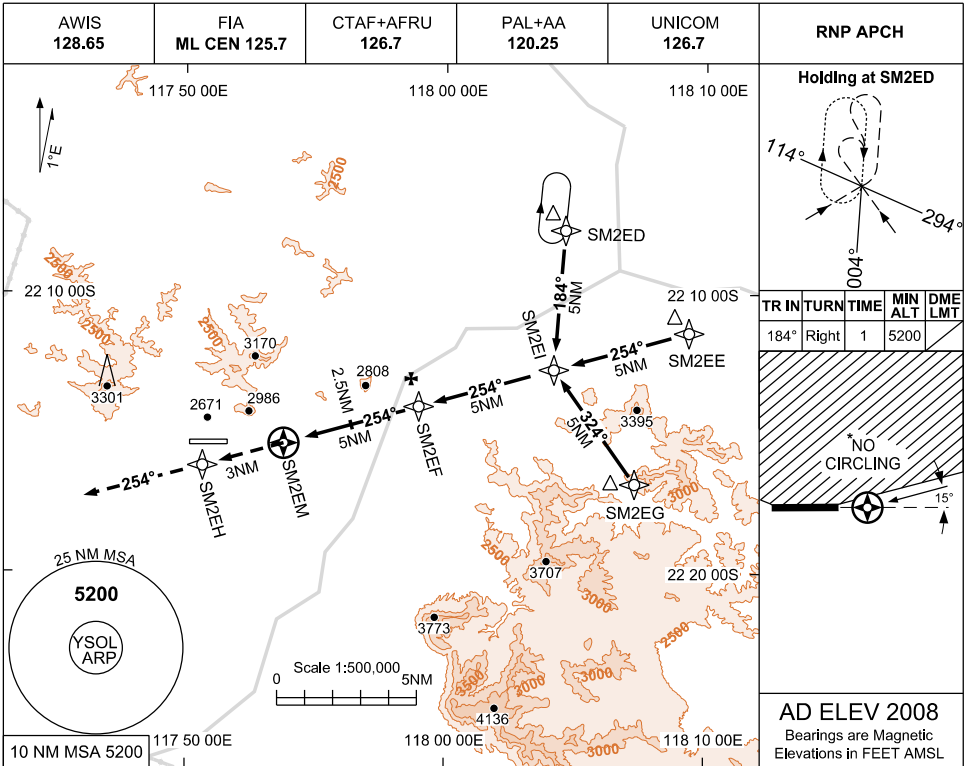 AWIS
128.65
FIA
ML CEN 125.7
CTAF+AFRU
126.7
PAL+AA
120.25
UNICOM
126.7
RNP APCH
117 50 00E
118 00 00E
118 10 00E
1°E
2500
2500
SM2ED
184°
5NM
22 10 00S
22 10 00S
2500
3170
SM2EI
SM2EE
254°
5NM
3301
2671
2986
2808
2.5NM
254°
5NM
254°
5NM
SM2EF
324°
5NM
3395
3NM
SM2EM
254°
SM2EH
SM2EG
3000
25 NM MSA
5200
YSOL
ARP
2500
3707
3000
22 20 00S
2500
3773
Scale 1:500,000
0
5NM
3500
3000
3000
4136
3000
10 NM MSA 5200
117 50 00E
118 00 00E
118 10 00E
Holding at SM2ED
114°
294°
004°
TR IN
TURN
TIME
MIN
ALT
DME
LMT
184°
Right
1
5200
*NO
CIRCLING
15°
AD ELEV 2008
Bearings are Magnetic
Elevations in FEET AMSL